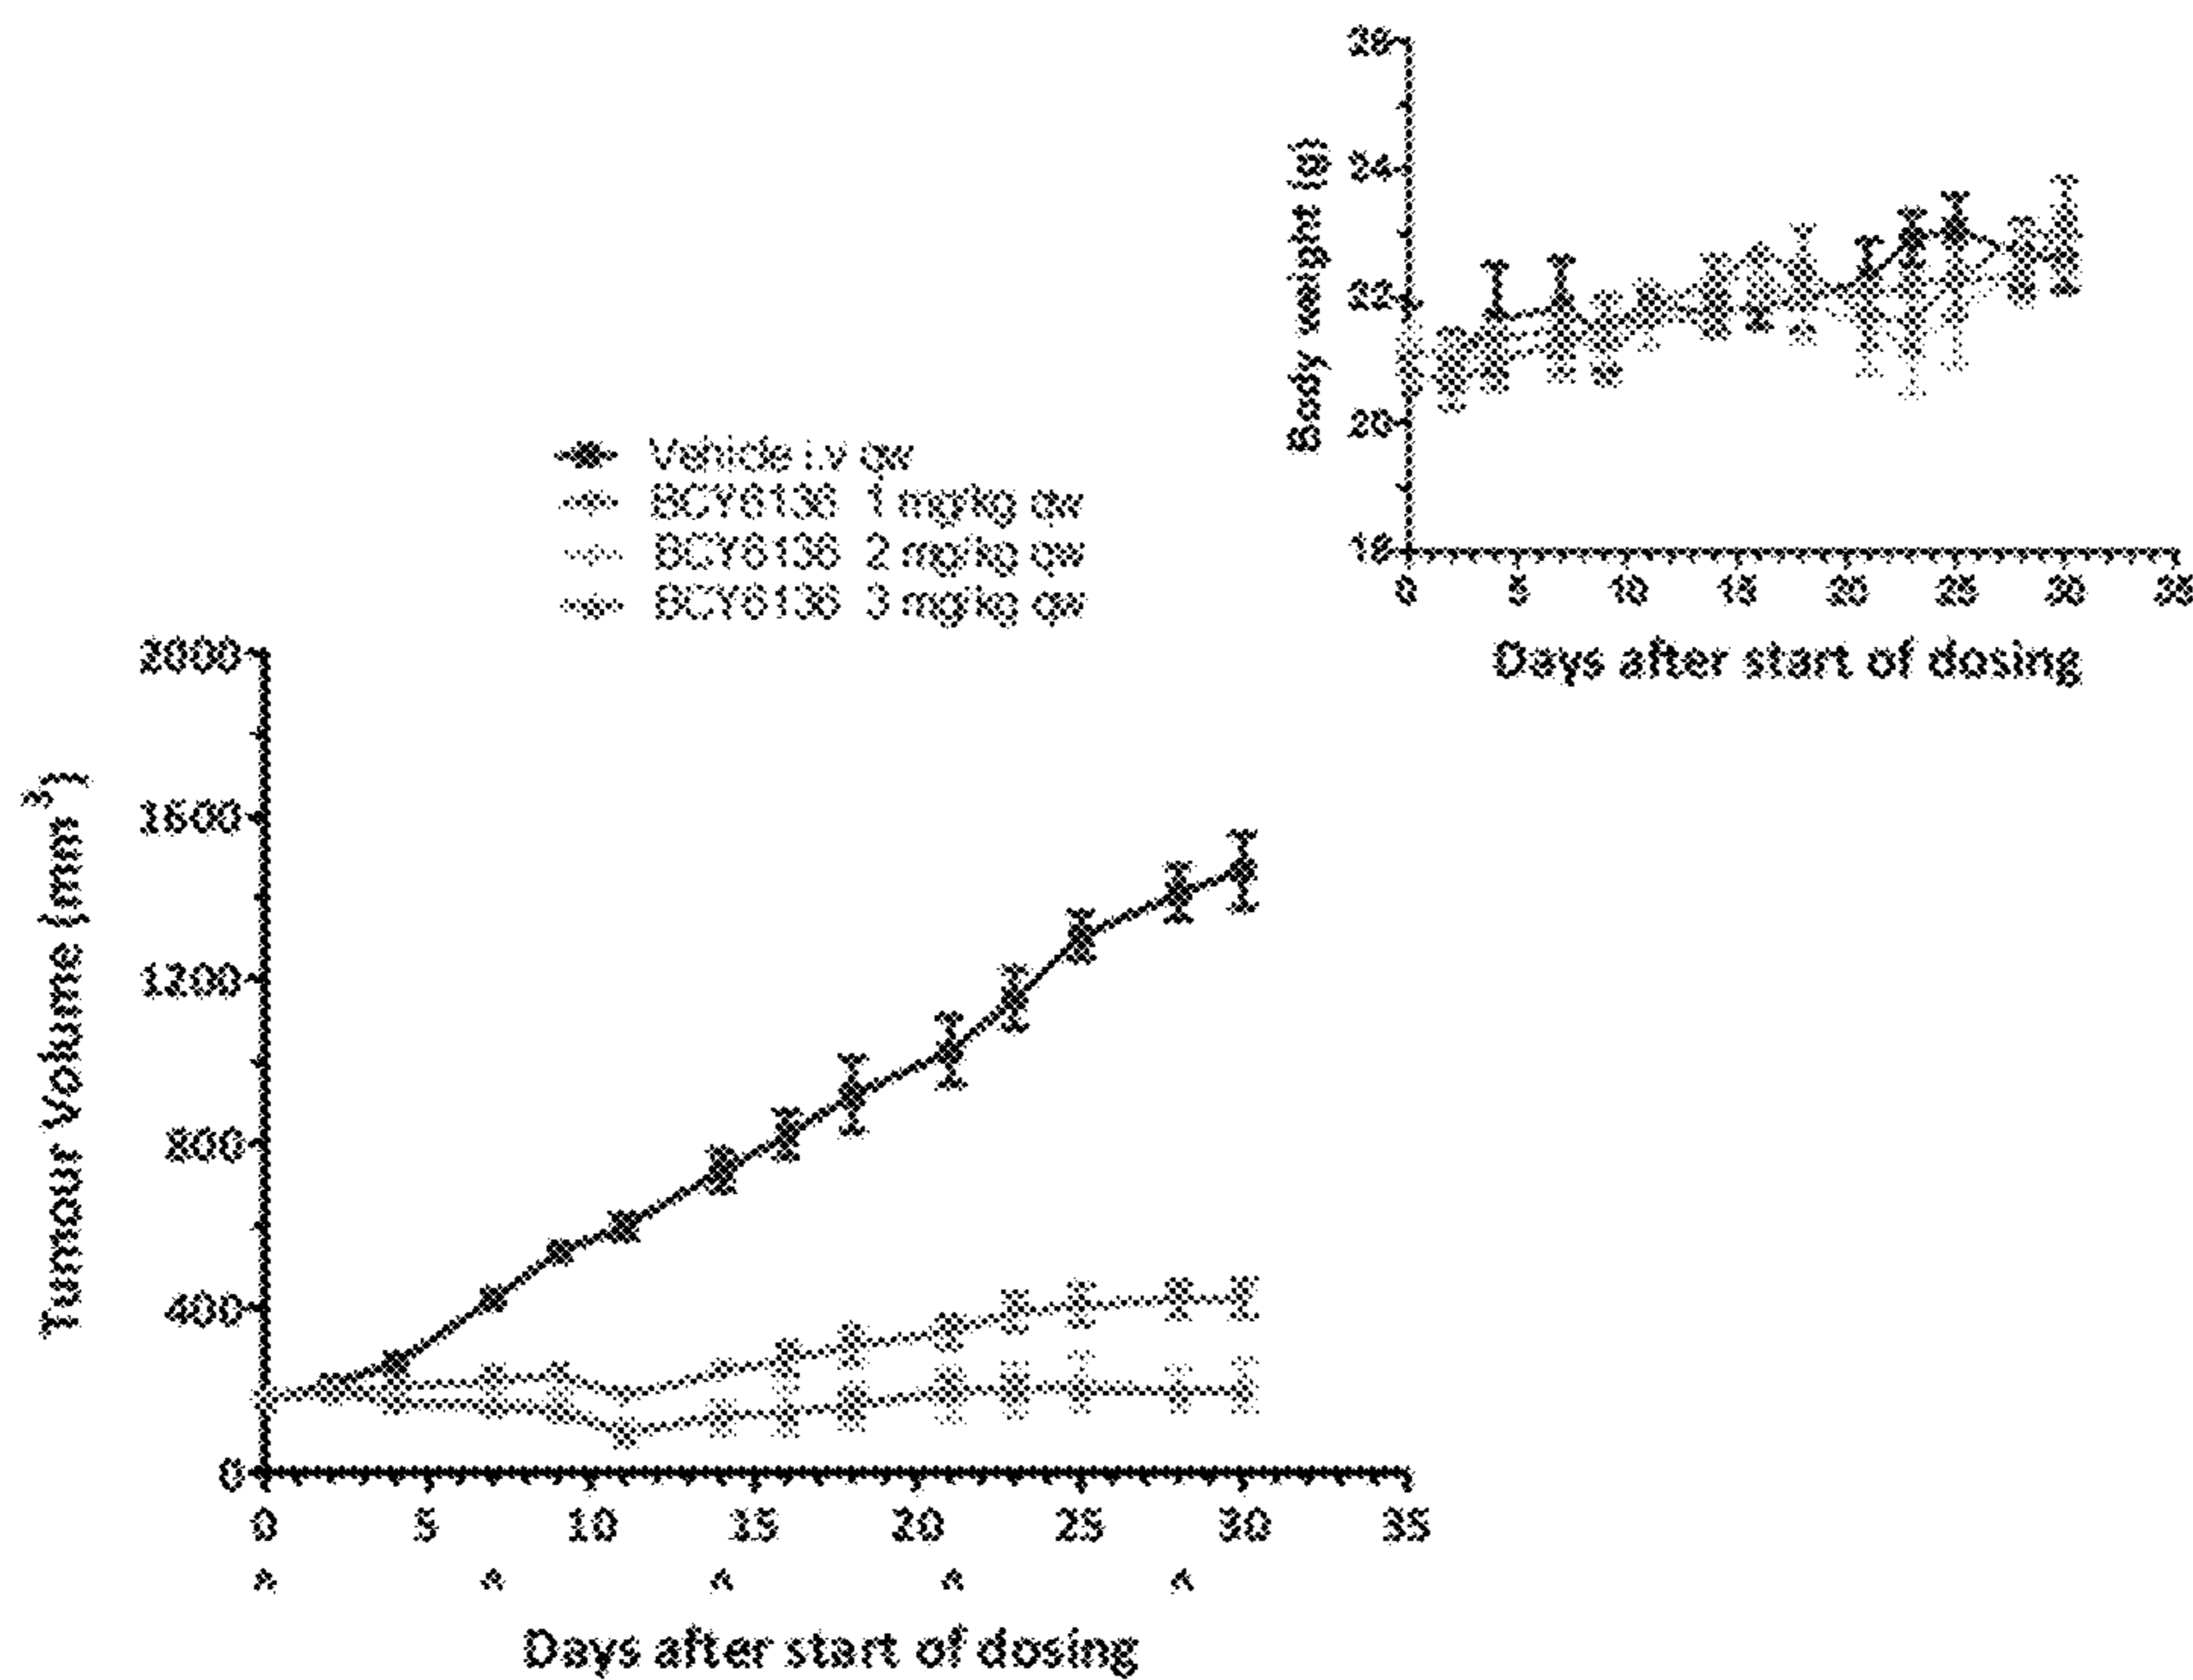 26
24
22
20
18
Body weight (g)
0 5 10 15 20 25 30 35
Days after start of dosing
Vehicle i.v qw
BCY6136 1 mg/kg qw
BCY6136 2 mg/kg qw
BCY6136 3 mg/kg qw
2000
1600
1200
800
400
0
Tumour Volume (mm³)
0 5 10 15 20 25 30 35
^ ^ ^ ^ ^
Days after start of dosing